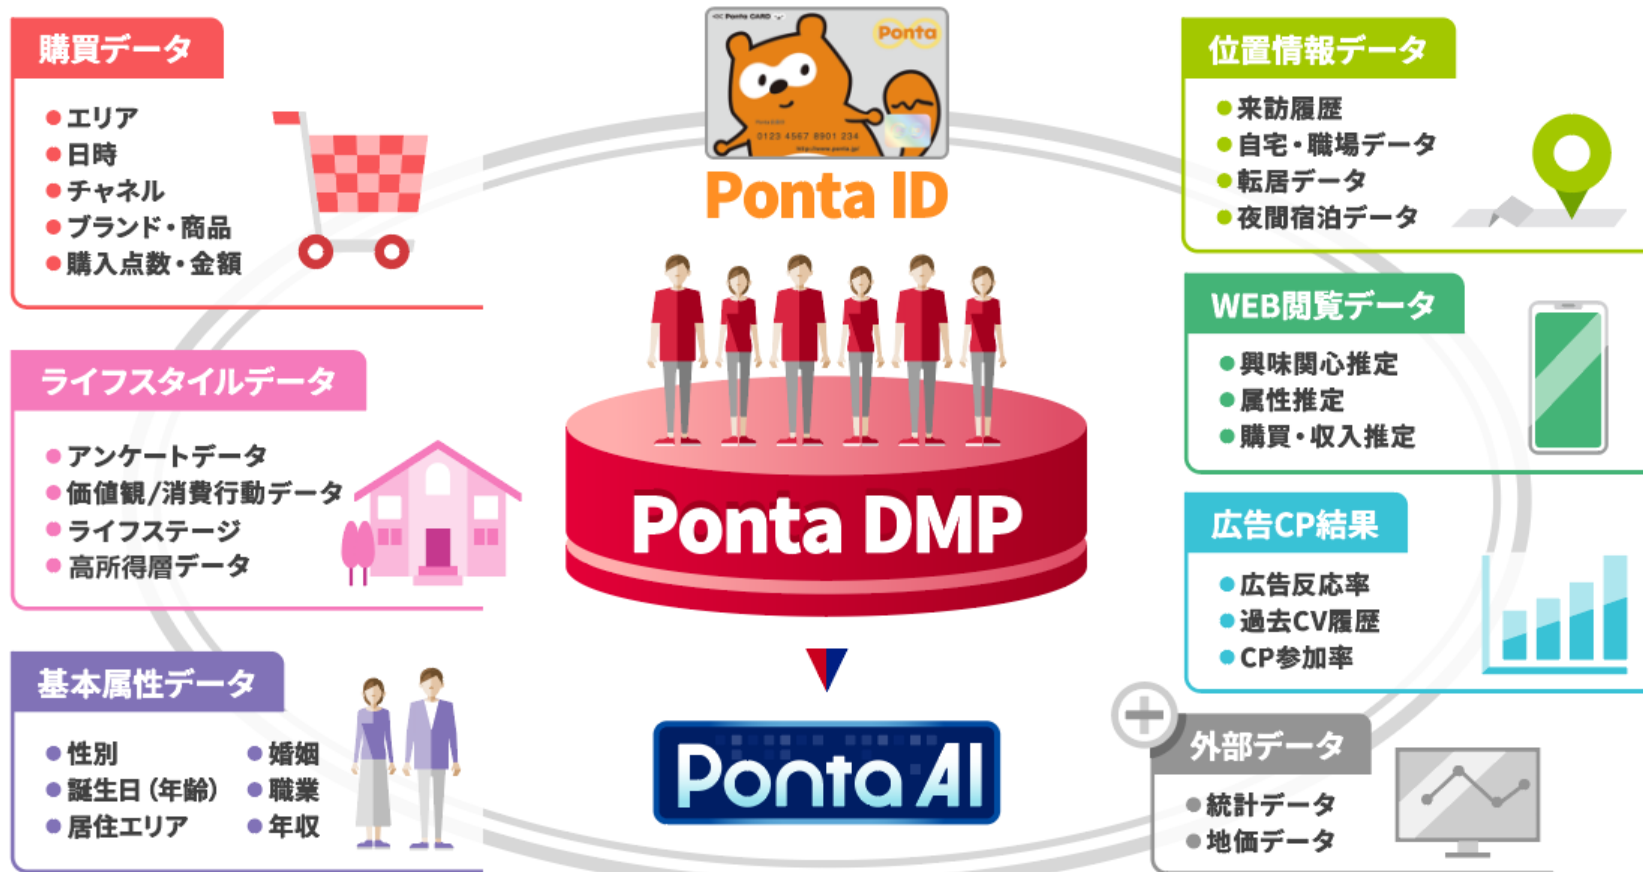 購買データ
● エリア
● 日時
● チャネル
● ブランド・商品
● 購入点数・金額
ライフスタイルデータ
● アンケートデータ
● 価値観/消費行動データ
● ライフステージ
● 高所得層データ
基本属性データ
● 性別
● 誕生日(年齢)
● 居住エリア
● 婚姻
● 職業
● 年収
Ponta CARD
Ponta
0123 4567 8901 234
http://www.ponta.jp/
Ponta ID
Ponta DMP
Ponta AI
位置情報データ
● 来訪履歴
● 自宅・職場データ
● 転居データ
● 夜間宿泊データ
WEB閲覧データ
● 興味関心推定
● 属性推定
● 購買・収入推定
広告CP結果
● 広告反応率
● 過去CV履歴
● CP参加率
外部データ
● 統計データ
● 地価データ